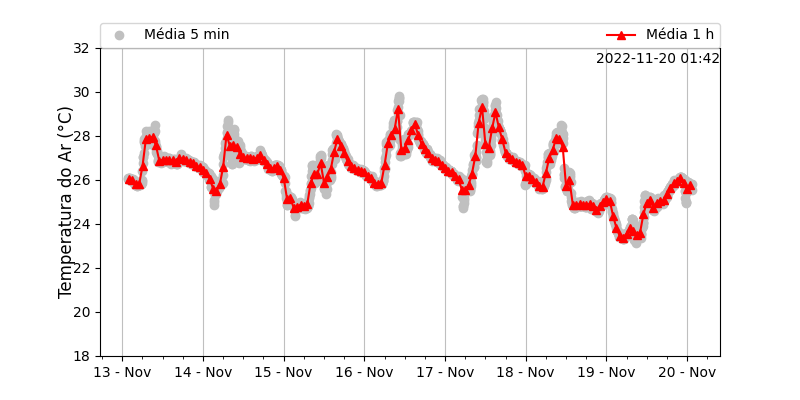 Média 5 min
Média 1 h
2022-11-20 01:42
Temperatura do Ar (°C)
32
30
28
26
24
22
20
18
13 - Nov
14 - Nov
15 - Nov
16 - Nov
17 - Nov
18 - Nov
19 - Nov
20 - Nov